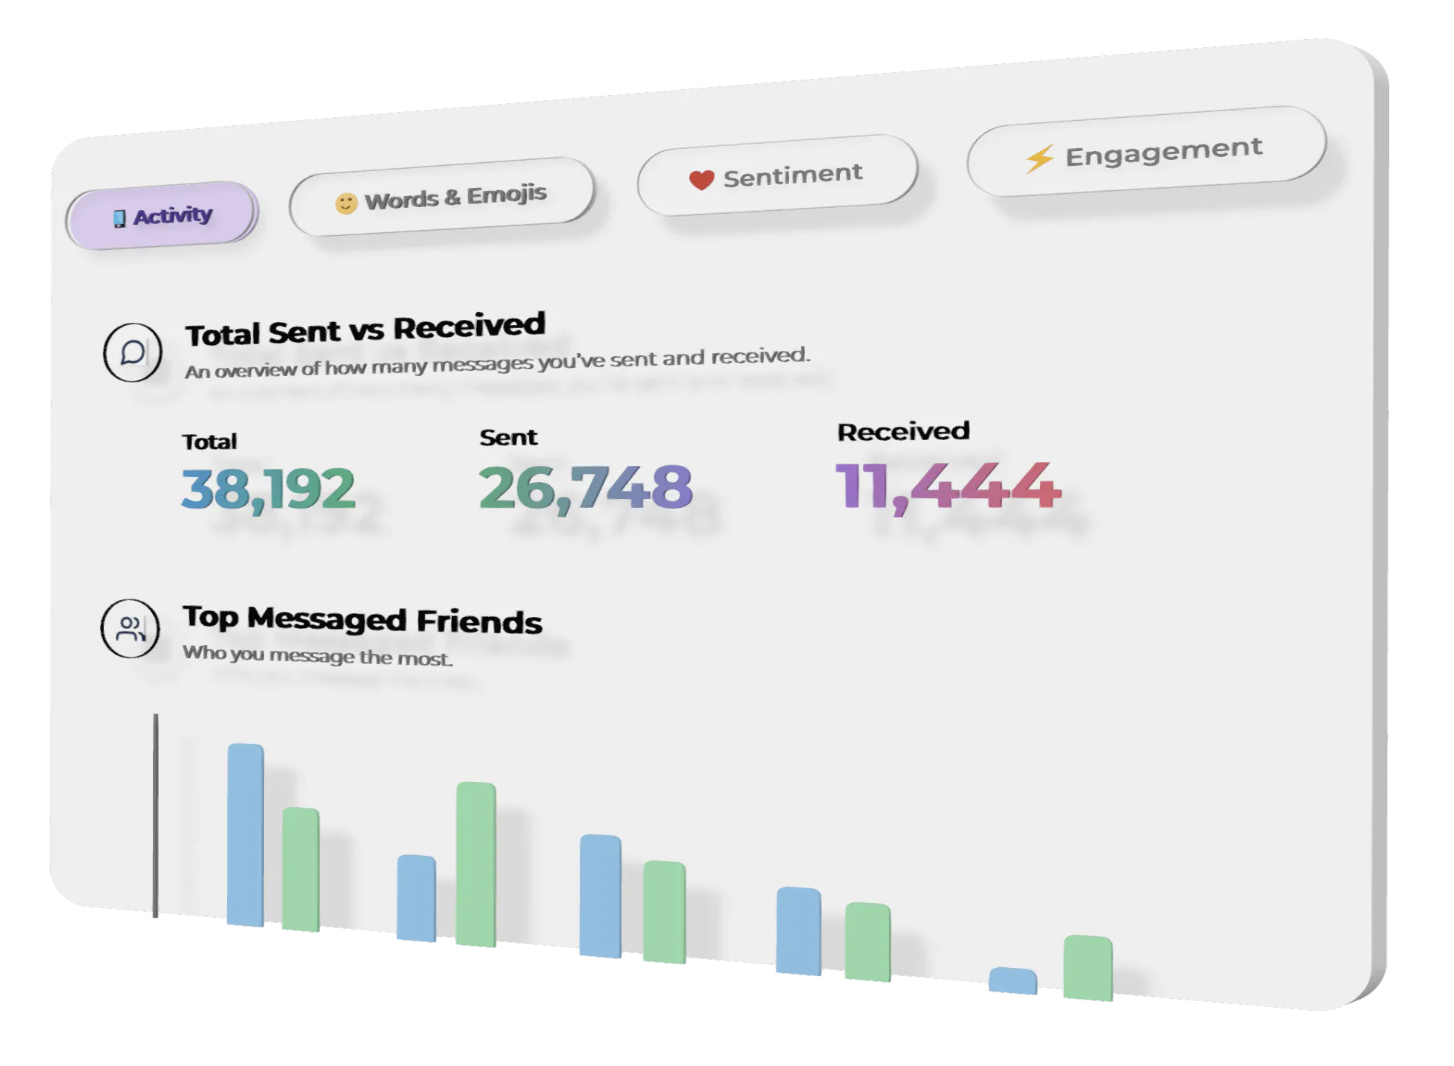 Activity
Words & Emojis
Sentiment
Engagement
Total Sent vs Received
An overview of how many messages you've sent and received.
Total
Sent
Received
38,192
26,748
11,444
Top Messaged Friends
Who you message the most.